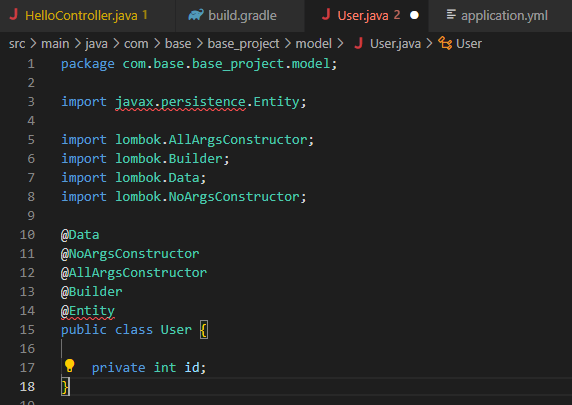 HelloController.java 1 build.gradle User.java 2 application.yml
src > main > java > com > base > base_project > model > User.java > User
1 package com.base.base_project.model;
2
3 import javax.persistence.Entity;
4
5 import lombok.AllArgsConstructor;
6 import lombok.Builder;
7 import lombok.Data;
8 import lombok.NoArgsConstructor;
9
10 @Data
11 @NoArgsConstructor
12 @AllArgsConstructor
13 @Builder
14 @Entity
15 public class User {
16
17 private int id;
18 }
19